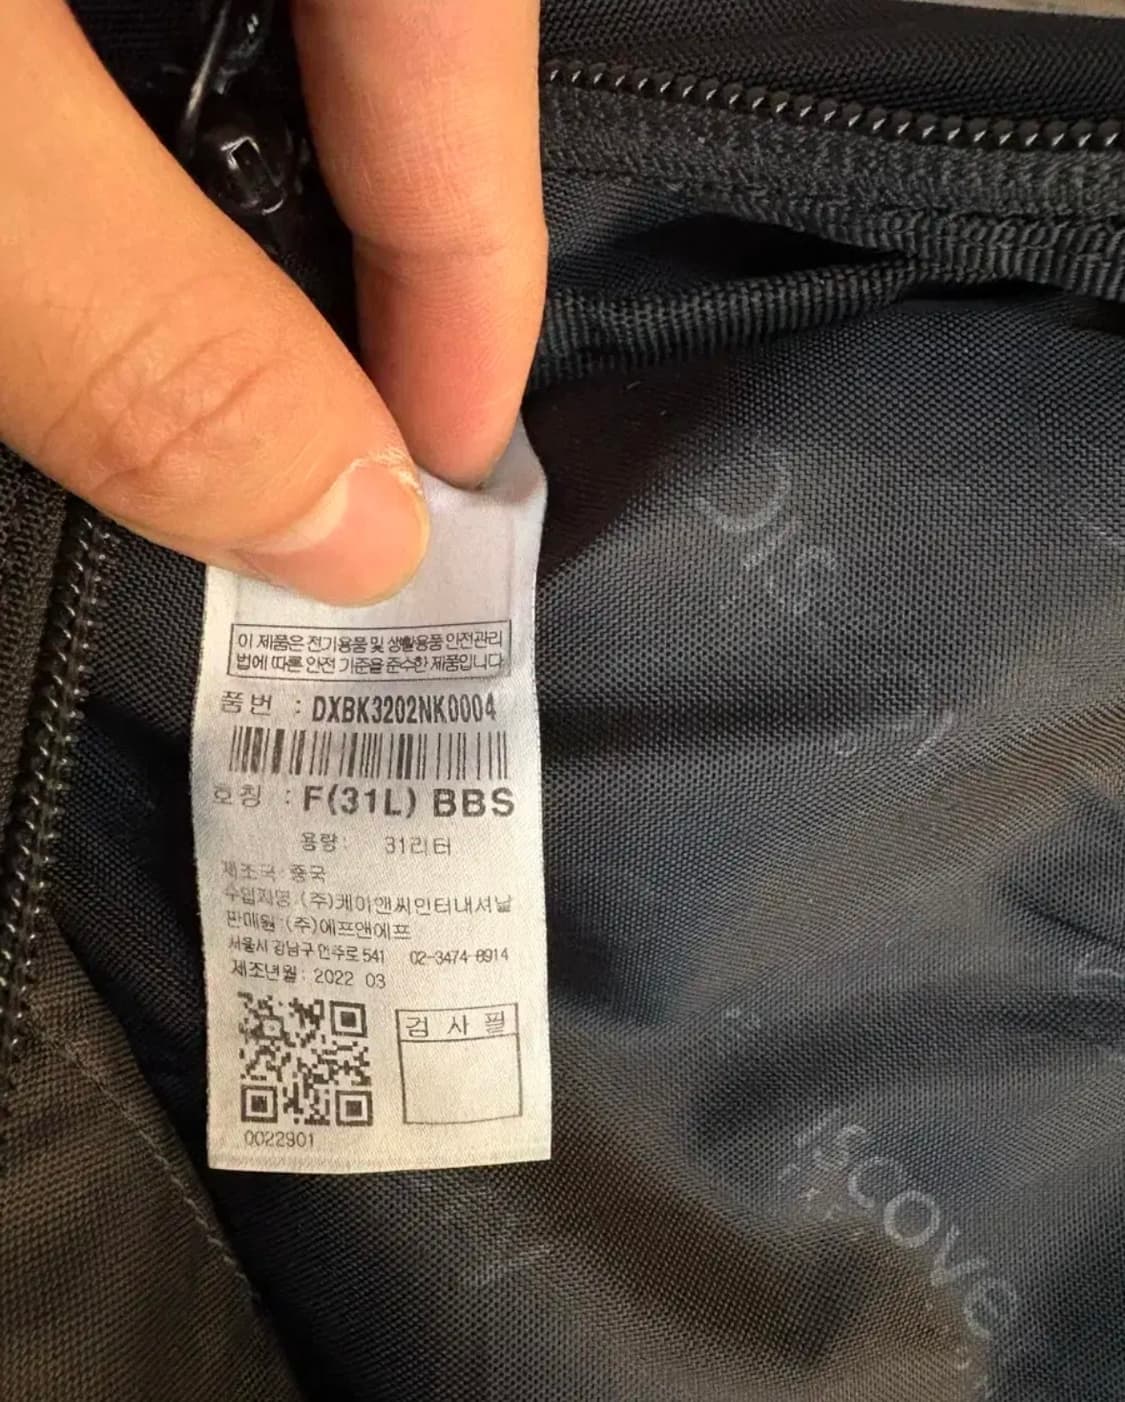 이 제품은 전기용품 및 생활용품 안전관리
법에 따른 안전 기준을 준수한 제품입니다
품번 : DXBK3202NK0004
호칭 : F(31L) BBS
용량: 31리터
제조국:중국
수입자명:(주)케이앤씨인터내셔날
판매원:(주)에프앤에프
서울시 강남구 언주로 541 02-3474-8914
제조년월: 2022 03
검 사 필
0022901
Dis
iscove